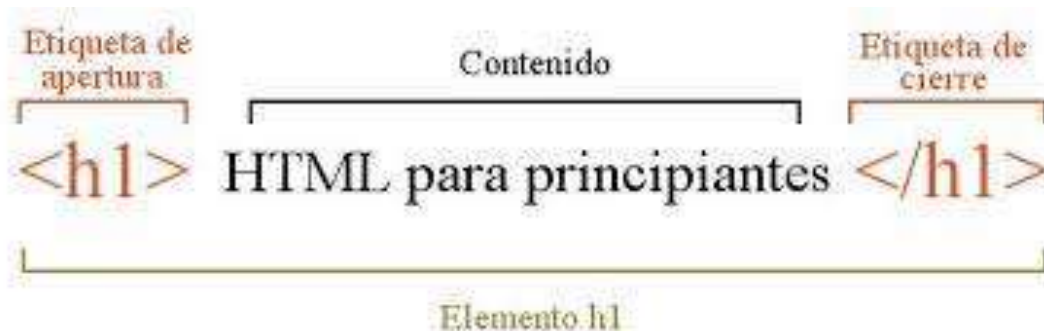 Etiqueta de
apertura
Contenido
Etiqueta de
cierre
<h1> HTML para principiantes </h1>
Elemento h1